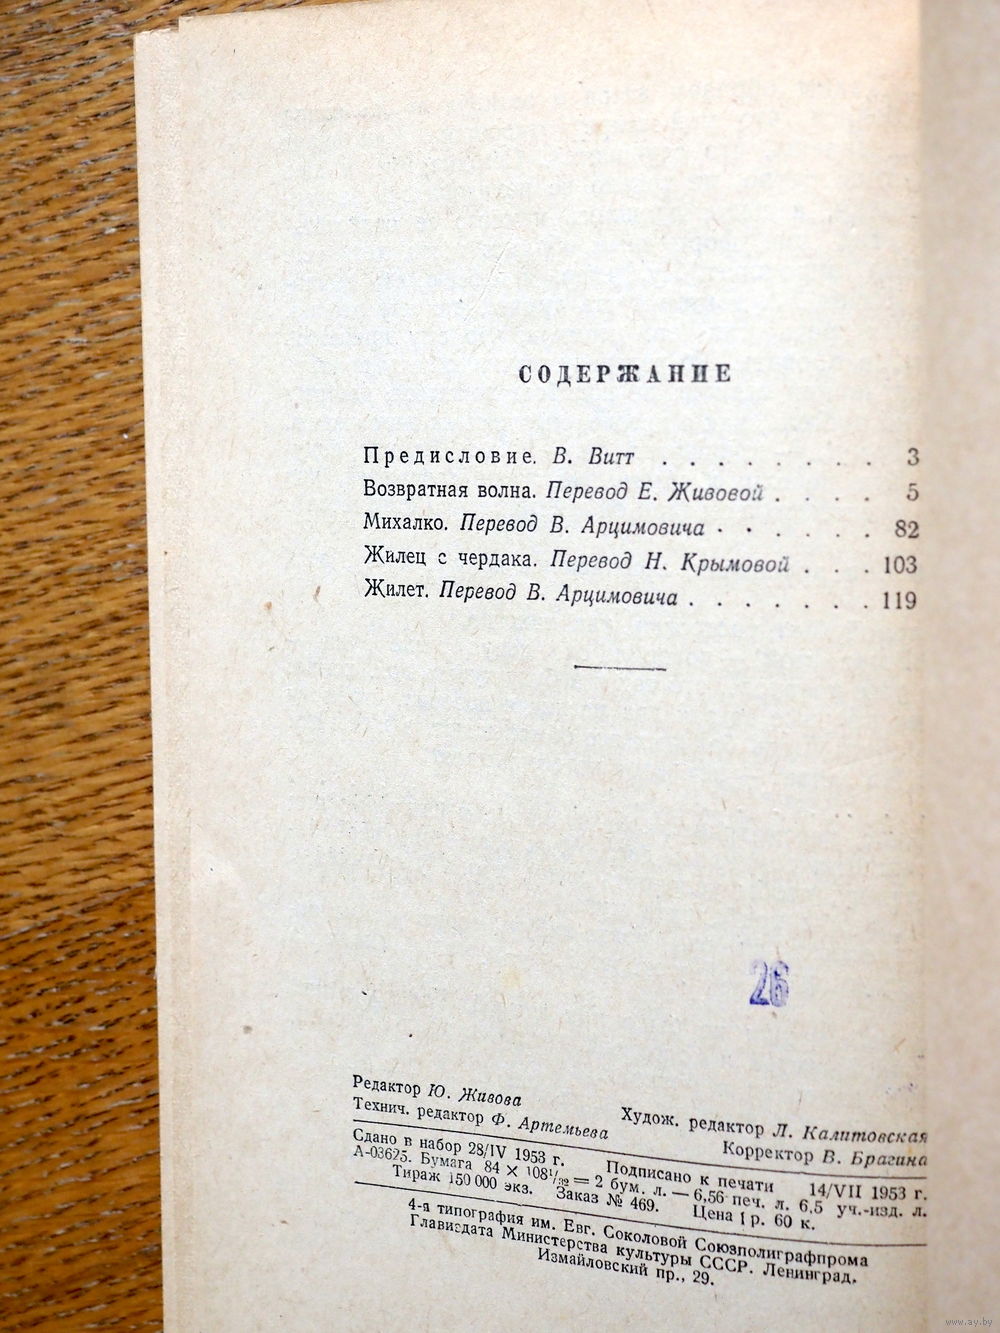 СОДЕРЖАНИЕ
Предисловие. В. Витт . . . . . . . . 3
Возвратная волна. Перевод Е. Живовой . . . . 5
Михалко. Перевод В. Арцимовича . . . . . . 82
Жилец с чердака. Перевод Н. Крымовой . . . 103
Жилет. Перевод В. Арцимовича . . . . . . . 119
26
Редактор Ю. Живова
Худож. редактор Л. Калитовская
Технич. редактор Ф. Артемьева
Корректор В. Брагина
Сдано в набор 28/IV 1953 г. Подписано к печати 14/VII 1953 г.
А-03625. Бумага 84 × 108 1/32 = 2 бум. л. — 6,56 печ. л. 6,5 уч.-изд. л.
Тираж 150 000 экз. Заказ № 469. Цена 1 р. 60 к.
4-я типография им. Евг. Соколовой Союзполиграфпрома
Главиздата Министерства культуры СССР. Ленинград,
Измайловский пр., 29.
www.ay.by